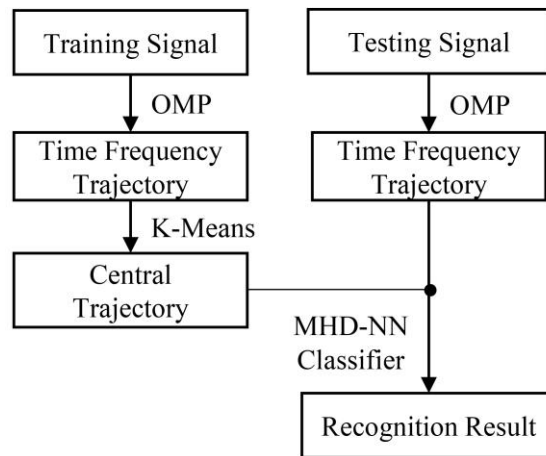 Training Signal
Testing Signal
OMP
OMP
Time Frequency
Trajectory
Time Frequency
Trajectory
K-Means
Central
Trajectory
MHD-NN
Classifier
Recognition Result